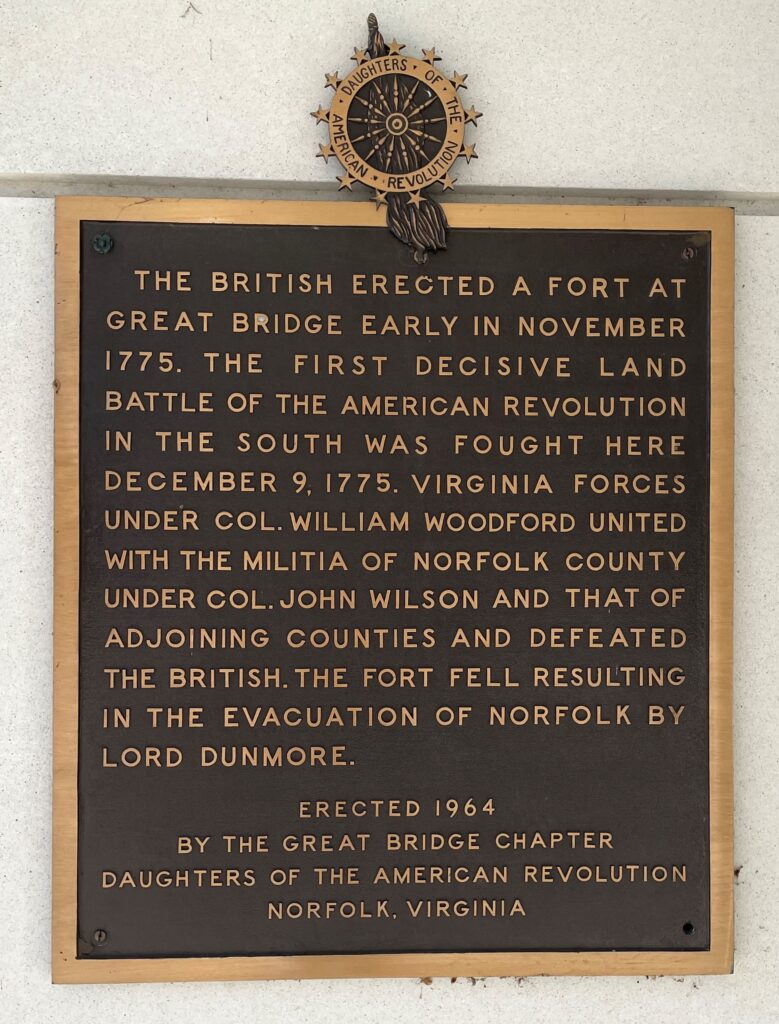 DAUGHTERS OF THE
AMERICAN REVOLUTION
THE BRITISH ERECTED A FORT AT
GREAT BRIDGE EARLY IN NOVEMBER
1775. THE FIRST DECISIVE LAND
BATTLE OF THE AMERICAN REVOLUTION
IN THE SOUTH WAS FOUGHT HERE
DECEMBER 9, 1775. VIRGINIA FORCES
UNDER COL. WILLIAM WOODFORD UNITED
WITH THE MILITIA OF NORFOLK COUNTY
UNDER COL. JOHN WILSON AND THAT OF
ADJOINING COUNTIES AND DEFEATED
THE BRITISH. THE FORT FELL RESULTING
IN THE EVACUATION OF NORFOLK BY
LORD DUNMORE.
ERECTED 1964
BY THE GREAT BRIDGE CHAPTER
DAUGHTERS OF THE AMERICAN REVOLUTION
NORFOLK, VIRGINIA